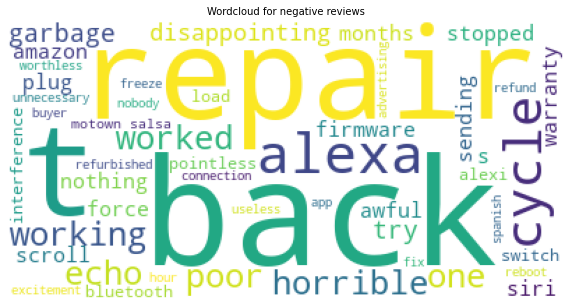 Wordcloud for negative reviews
garbage
disappointing
months
stopped
amazon
repair
worthless
plug
freeze
load
advertising
refund
warranty
unnecessary
nobody
buyer
motown salsa
worked
firmware
sending
cycle
interference
t
back
alexa
s
refurbished
pointless
connection
nothing
alexi
force
useless
app
awful
try
spanish
working
scroll
fix
switch
echo
poor
horrible
one
reboot
excitement
hour
bluetooth
siri